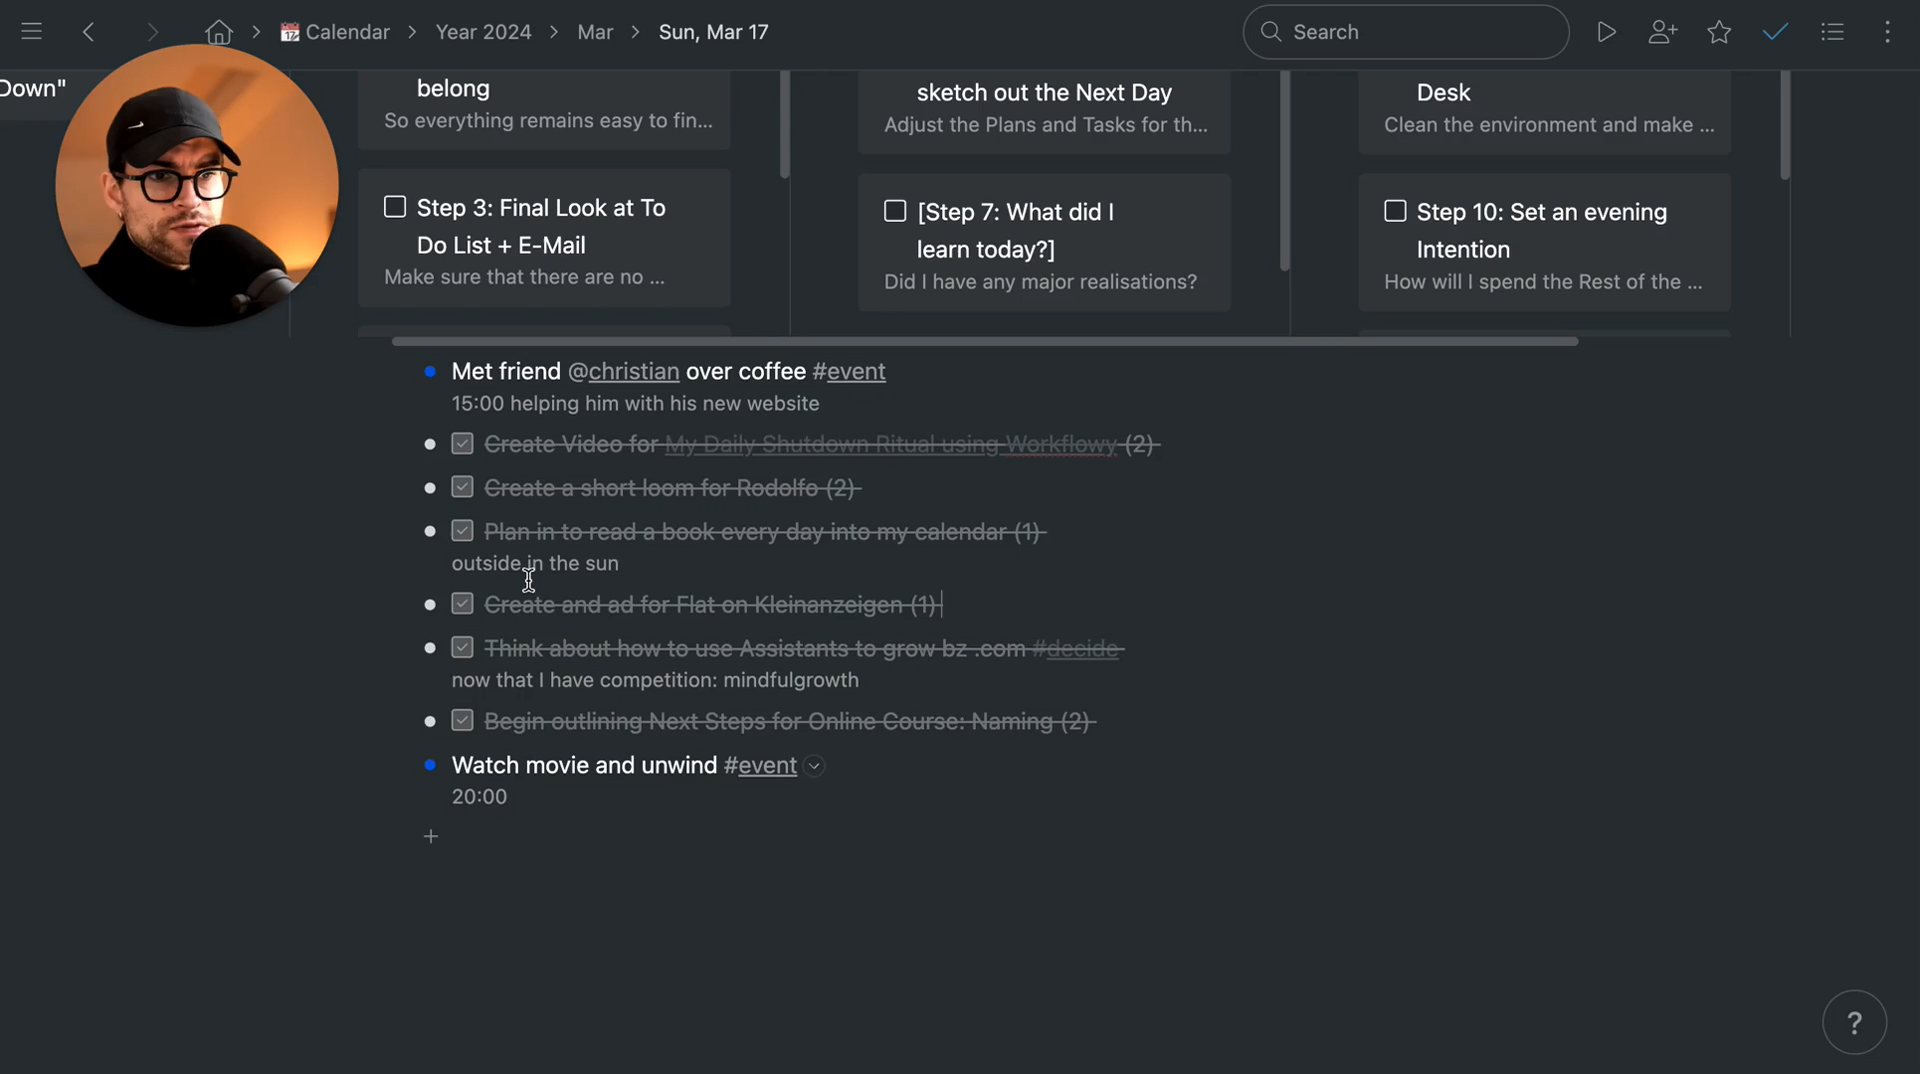 Calendar > Year 2024 > Mar > Sun, Mar 17
Search
Down"
belong
So everything remains easy to fin...
Step 3: Final Look at To
Do List + E-Mail
Make sure that there are no ...
sketch out the Next Day
Adjust the Plans and Tasks for th...
[Step 7: What did I
learn today?]
Did I have any major realisations?
Desk
Clean the environment and make ...
Step 10: Set an evening
Intention
How will I spend the Rest of the ...
Met friend @christian over coffee #event
15:00 helping him with his new website
Create Video for My Daily Shutdown Ritual using Workflowy (2)
Create a short loom for Rodolfo (2)
Plan in to read a book every day into my calendar (1)
outside in the sun
Create and ad for Flat on Kleinanzeigen (1)
Think about how to use Assistants to grow bz .com #decide
now that I have competition: mindfulgrowth
Begin outlining Next Steps for Online Course: Naming (2)
Watch movie and unwind #event
20:00
+
?